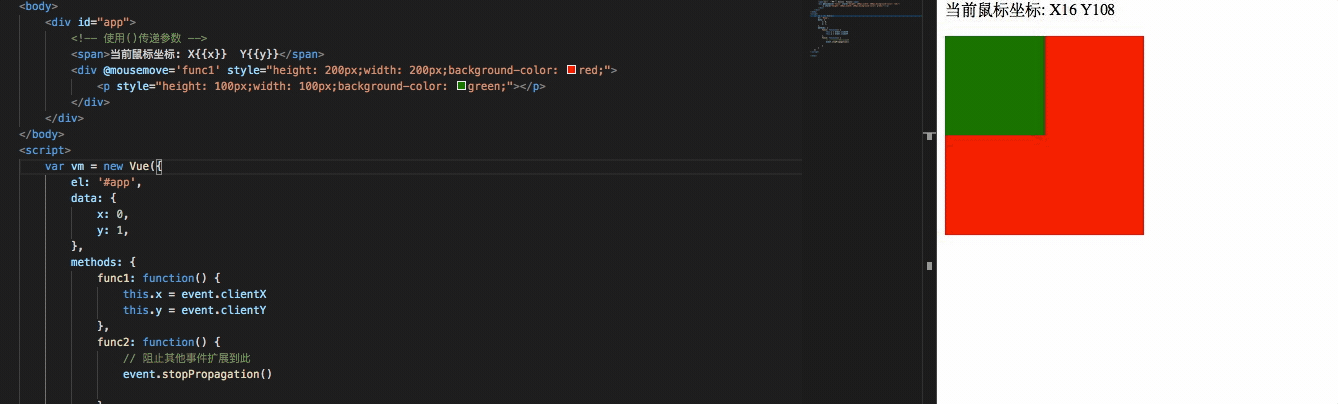 <body>
<div id="app">
<!-- 使用()传递参数 -->
<span>当前鼠标坐标: X{{x}}  Y{{y}}</span>
<div @mousemove='func1' style="height: 200px;width: 200px;background-color: red;">
<p style="height: 100px;width: 100px;background-color: green;"></p>
</div>
</div>
</body>
<script>
var vm = new Vue({
el: '#app',
data: {
x: 0,
y: 1,
},
methods: {
func1: function() {
this.x = event.clientX
this.y = event.clientY
},
func2: function() {
// 阻止其他事件扩展到此
event.stopPropagation()
当前鼠标坐标: X16 Y108